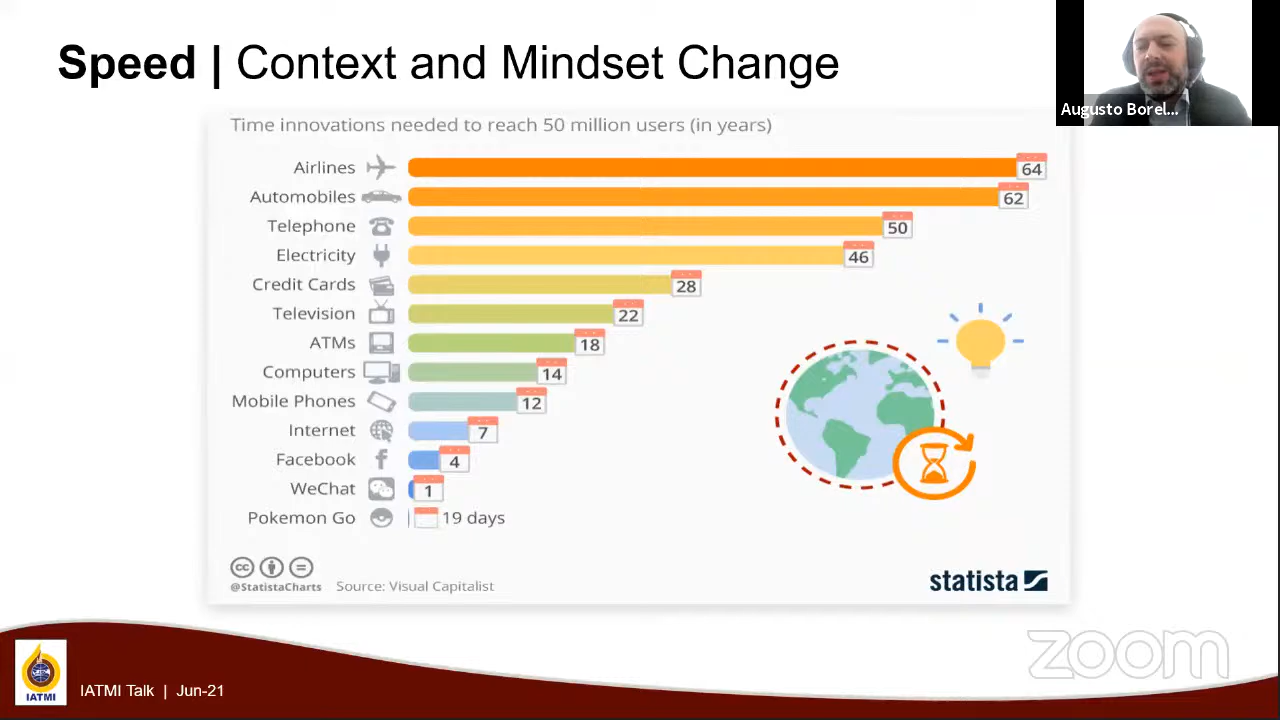 Speed | Context and Mindset Change
Augusto Borel...
Time innovations needed to reach 50 million users (in years)
Airlines 64
Automobiles 62
Telephone 50
Electricity 46
Credit Cards 28
Television 22
ATMs 18
Computers 14
Mobile Phones 12
Internet 7
Facebook f 4
WeChat 1
Pokemon Go 19 days
cc
@StatistaCharts Source: Visual Capitalist
statista
zoom
IATMI
IATMI Talk | Jun-21